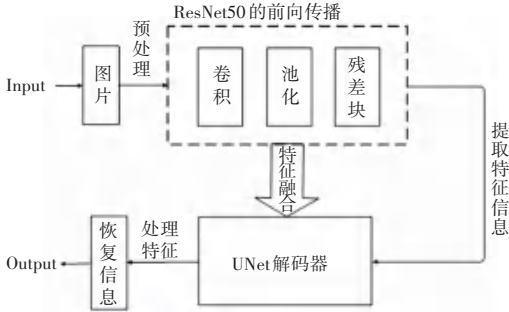 ResNet50的前向传播
预处理
Input
图片
卷积
池化
残差块
特征融合
提取特征信息
恢复信息
处理
特征
Output
UNet解码器